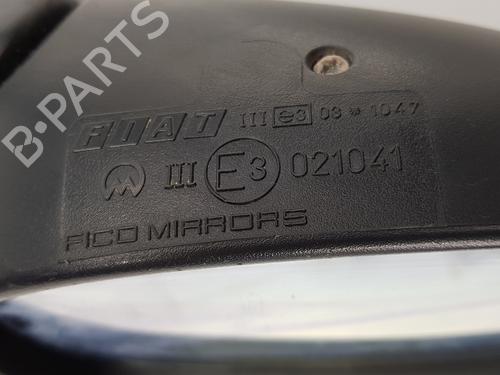 FIAT III e3 03*1047
III E3 021041
FICO MIRRORS
B-PARTS